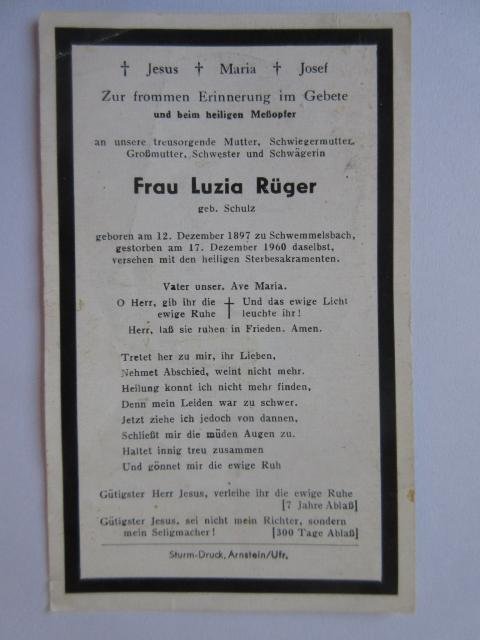 † Jesus † Maria † Josef
Zur frommen Erinnerung im Gebete
und beim heiligen Meßopfer
an unsere treusorgende Mutter, Schwiegermutter,
Großmutter, Schwester und Schwägerin
Frau Luzia Rüger
geb. Schulz
geboren am 12. Dezember 1897 zu Schwemmelsbach,
gestorben am 17. Dezember 1960 daselbst,
versehen mit den heiligen Sterbesakramenten.
Vater unser. Ave Maria.
O Herr, gib ihr die † Und das ewige Licht
ewige Ruhe leuchte ihr!
Herr, laß sie ruhen in Frieden. Amen.
Tretet her zu mir, ihr Lieben,
Nehmet Abschied, weint nicht mehr.
Heilung konnt ich nicht mehr finden,
Denn mein Leiden war zu schwer.
Jetzt ziehe ich jedoch von dannen,
Schließt mir die müden Augen zu.
Haltet innig treu zusammen
Und gönnet mir die ewige Ruh
Gütigster Herr Jesus, verleihe ihr die ewige Ruhe
[7 Jahre Ablaß]
Gütigster Jesus, sei nicht mein Richter, sondern
mein Seligmacher! [300 Tage Ablaß]
Sturm-Druck, Arnstein/Ufr,